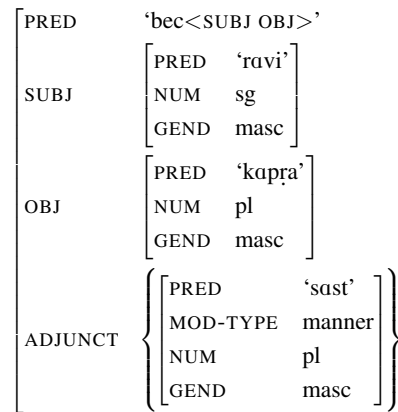 PRED ‘bec<SUBJ OBJ>’
PRED ‘rɑvi’
SUBJ NUM sg
GEND masc
PRED ‘kɑpṛa’
OBJ NUM pl
GEND masc
PRED ‘sɑst’
MOD-TYPE manner
ADJUNCT NUM pl
GEND masc